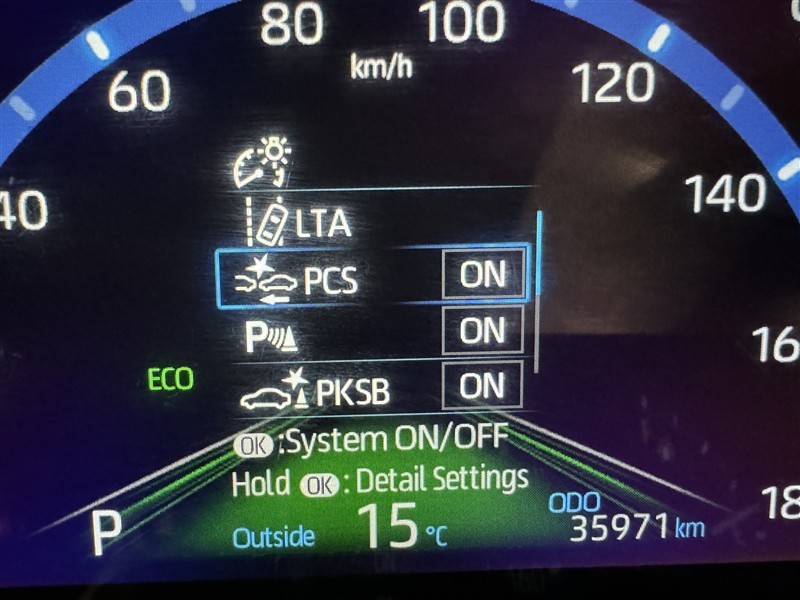 80
100
km/h
60
120
40
140
LTA
PCS ON
P ON
16
ECO
PKSB ON
OK :System ON/OFF
Hold OK : Detail Settings
18
P
Outside 15 °C
ODO
35971 km